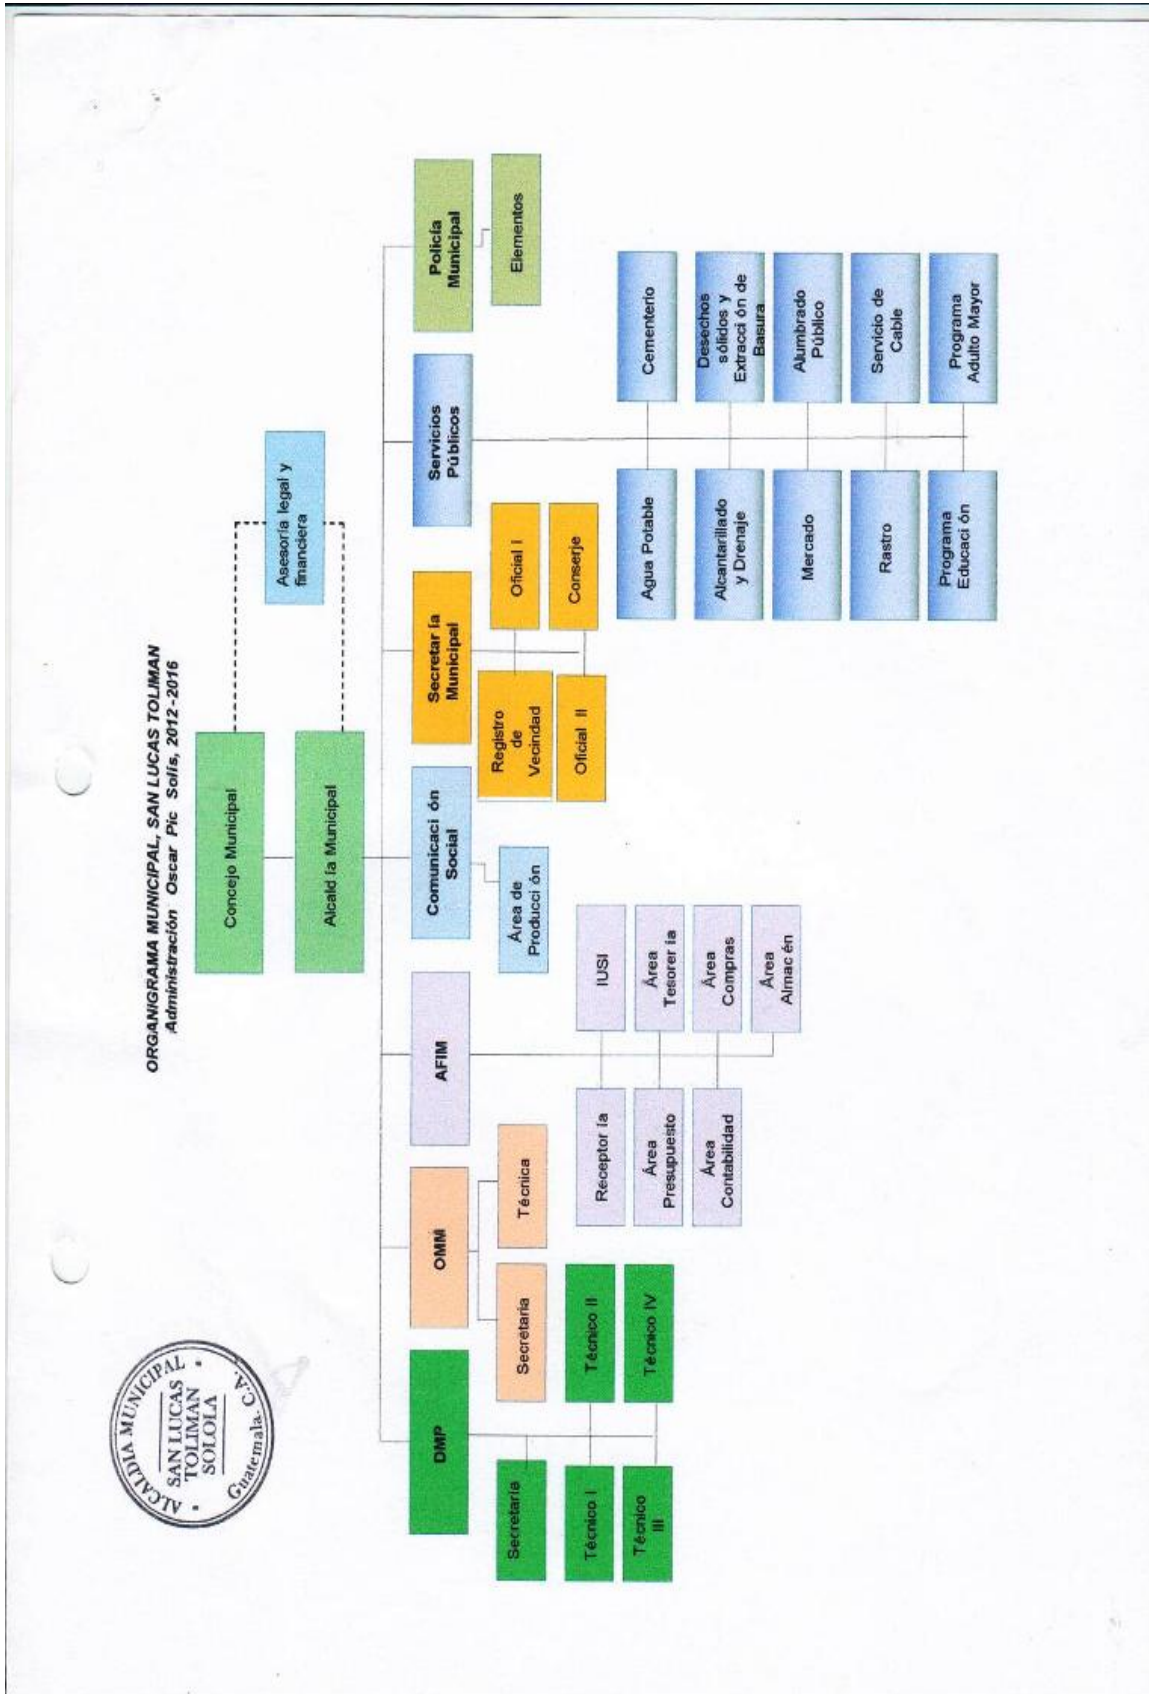 ORGANIGRAMA MUNICIPAL, SAN LUCAS TOLIMAN
Administración Oscar Pic Solís, 2012-2016
ALCALDIA MUNICIPAL
SAN LUCAS
TOLIMAN
SOLOLA
Guatemala. C.A.
Concejo Municipal
Asesoría legal y
financiera
Alcald ía Municipal
DMP
OMM
AFIM
Comunicaci ón
Social
Secretar ía
Municipal
Servicios
Públicos
Policía
Municipal
Secretaria
Técnico I
Técnico II
Técnico
III
Técnico IV
Secretaria
Técnica
Receptor ía
IUSI
Área
Presupuesto
Área
Tesorer ía
Área
Contabilidad
Área
Compras
Área
Almac én
Área de
Producci ón
Registro
de
Vecindad
Oficial I
Oficial II
Conserje
Agua Potable
Cementerio
Alcantarillado
y Drenaje
Desechos
sólidos y
Extracci ón de
Basura
Mercado
Alumbrado
Público
Rastro
Servicio de
Cable
Programa
Educaci ón
Programa
Adulto Mayor
Elementos